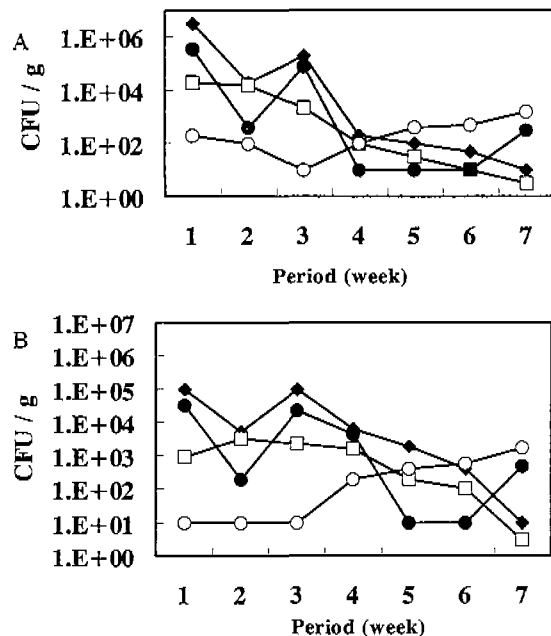 A
CFU / g
1.E+06
1.E+04
1.E+02
1.E+00
1 2 3 4 5 6 7
Period (week)
B
CFU / g
1.E+07
1.E+06
1.E+05
1.E+04
1.E+03
1.E+02
1.E+01
1.E+00
1 2 3 4 5 6 7
Period (week)